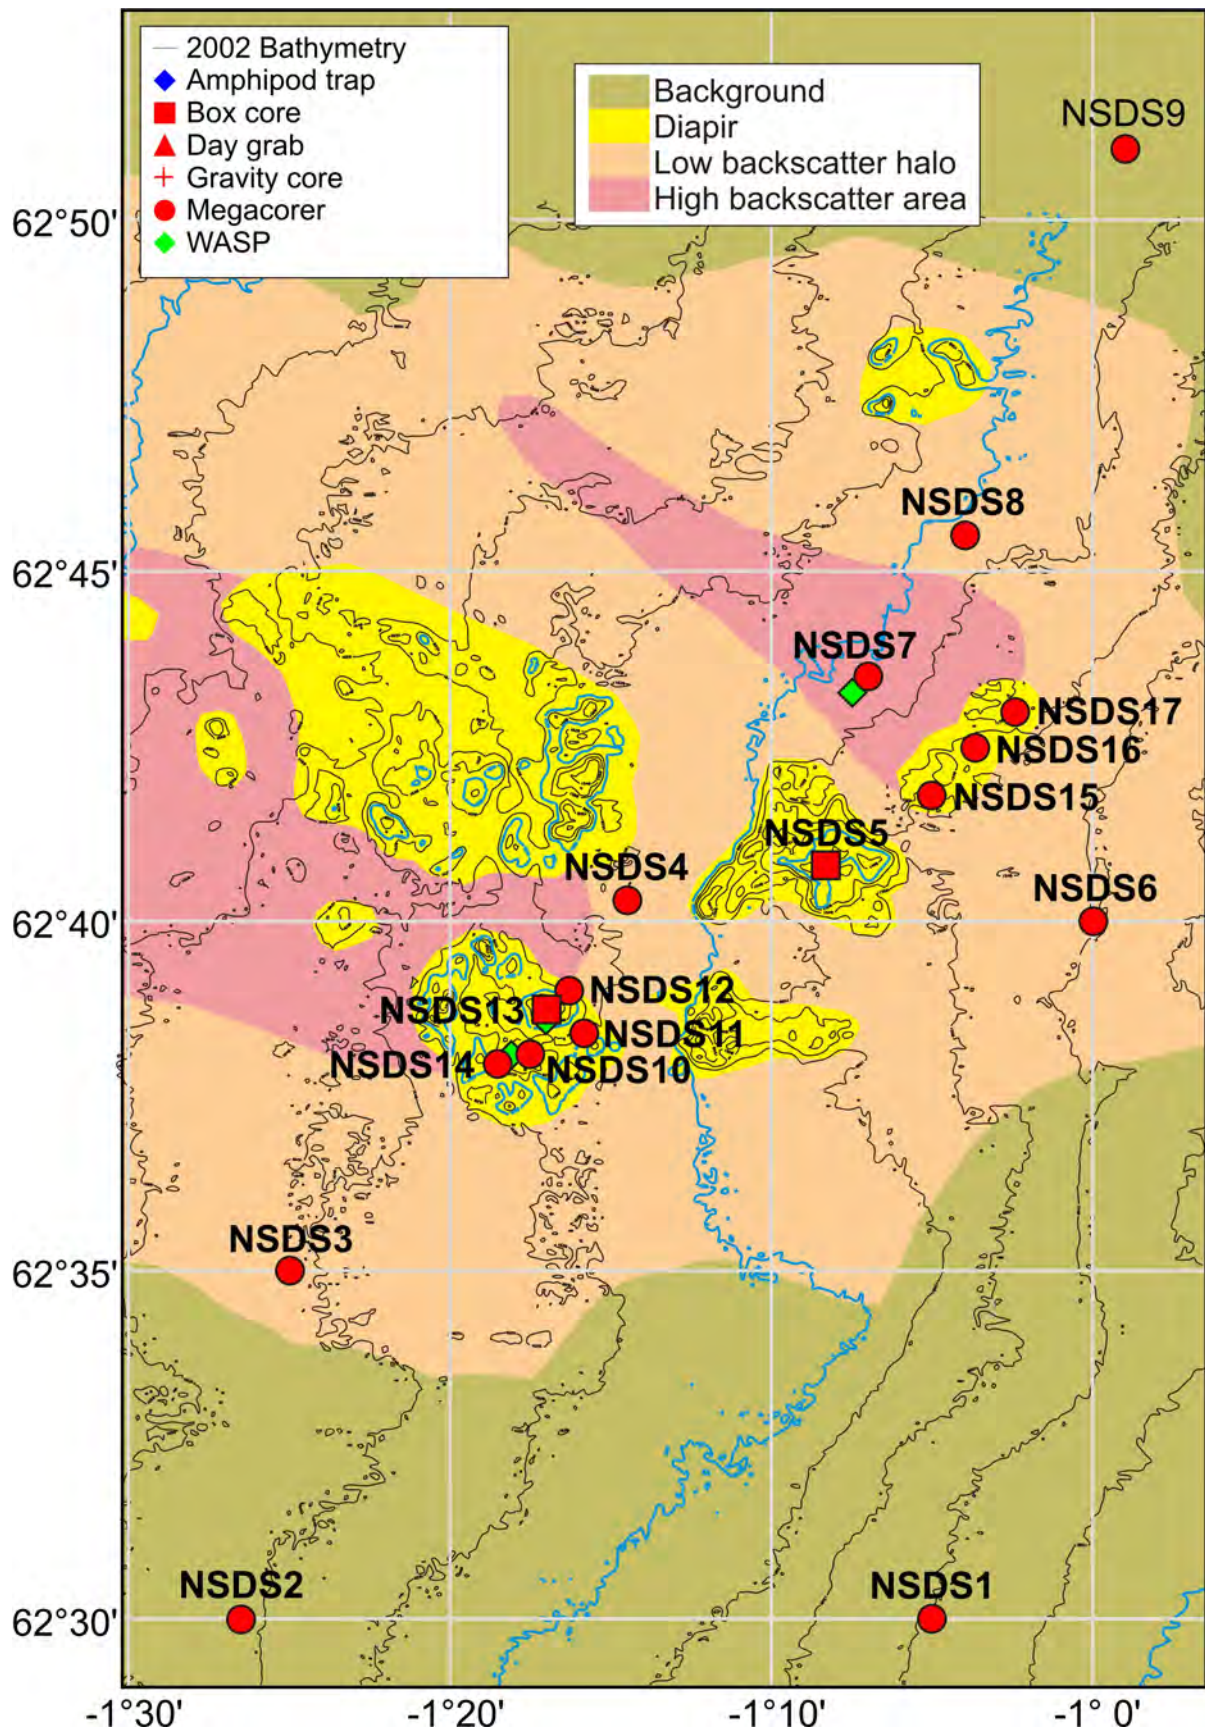 2002 Bathymetry
Amphipod trap
Box core
Day grab
Gravity core
Megacorer
WASP
Background
Diapir
Low backscatter halo
High backscatter area
NSDS9
62°50'
NSDS8
62°45'
NSDS7
NSDS17
NSDS16
NSDS15
NSDS5
NSDS4
NSDS6
62°40'
NSDS12
NSDS13
NSDS11
NSDS14
NSDS10
NSDS3
62°35'
NSDS2
NSDS1
62°30'
-1°30'
-1°20'
-1°10'
-1° 0'